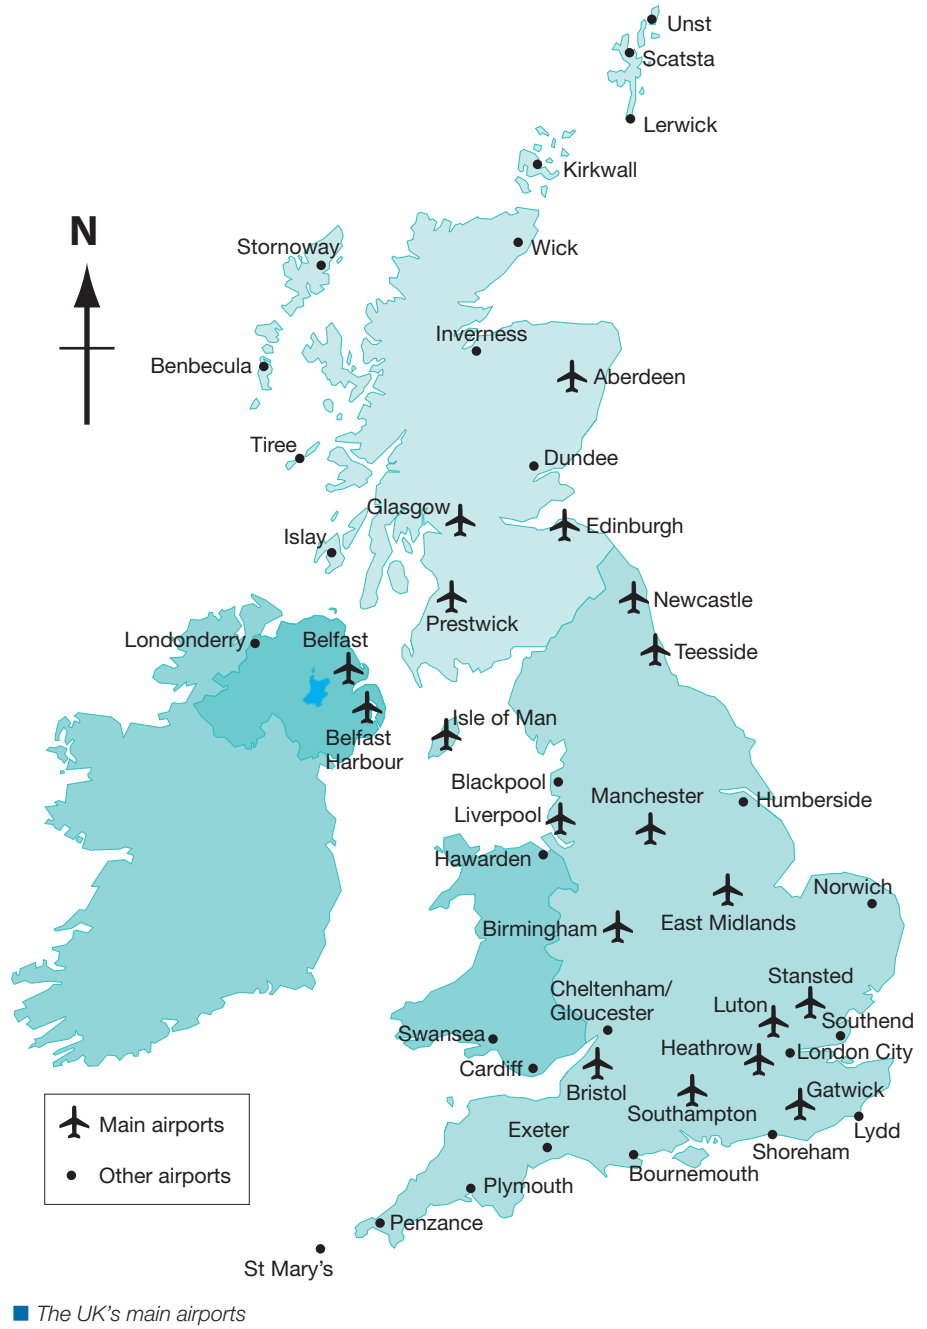 Unst
Scatsta
Lerwick
Kirkwall
N
Stornoway
Wick
Inverness
Benbecula
Aberdeen
Tiree
Dundee
Glasgow
Edinburgh
Islay
Newcastle
Prestwick
Londonderry
Belfast
Teesside
Isle of Man
Belfast
Harbour
Blackpool
Manchester
Humberside
Liverpool
Hawarden
Norwich
East Midlands
Birmingham
Stansted
Cheltenham/
Gloucester
Luton
Southend
Swansea
Heathrow
London City
Cardiff
Bristol
Gatwick
Southampton
Main airports
Exeter
Lydd
Shoreham
Other airports
Bournemouth
Plymouth
Penzance
St Mary's
The UK's main airports